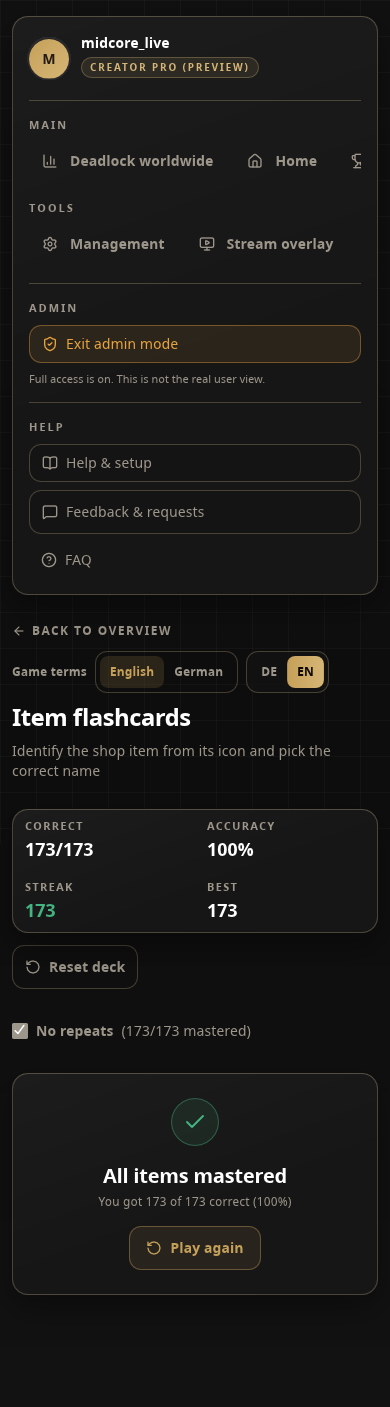 M
midcore_live
CREATOR PRO (PREVIEW)
MAIN
Deadlock worldwide
Home
TOOLS
Management
Stream overlay
ADMIN
Exit admin mode
Full access is on. This is not the real user view.
HELP
Help & setup
Feedback & requests
FAQ
BACK TO OVERVIEW
Game terms
English
German
DE
EN
Item flashcards
Identify the shop item from its icon and pick the
correct name
CORRECT
173/173
ACCURACY
100%
STREAK
173
BEST
173
Reset deck
No repeats (173/173 mastered)
All items mastered
You got 173 of 173 correct (100%)
Play again